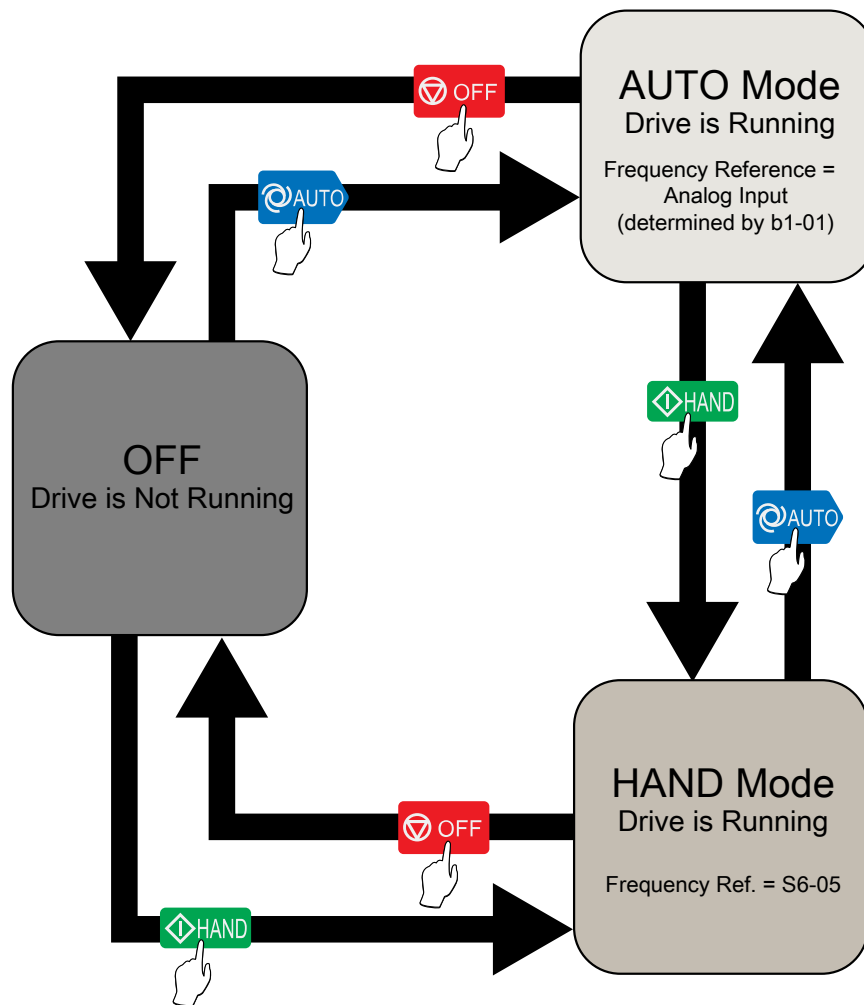 OFF
AUTO Mode
Drive is Running
Frequency Reference =
Analog Input
(determined by b1-01)
AUTO
HAND
OFF
Drive is Not Running
AUTO
HAND Mode
Drive is Running
Frequency Ref. = S6-05
OFF
HAND